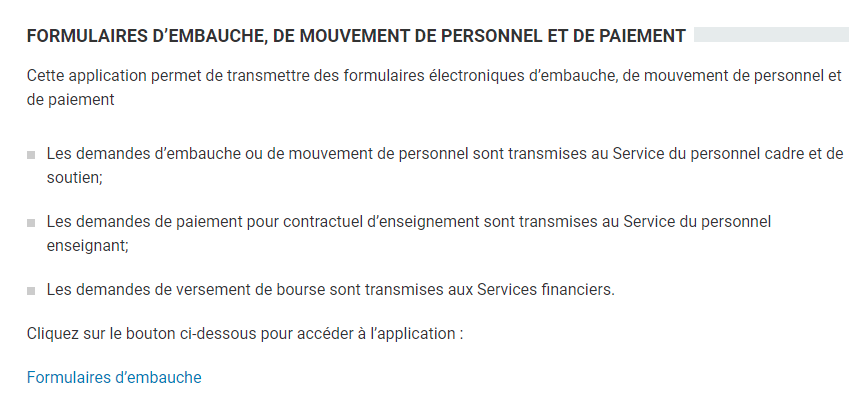 FORMULAIRES D’EMBAUCHE, DE MOUVEMENT DE PERSONNEL ET DE PAIEMENT
Cette application permet de transmettre des formulaires électroniques d’embauche, de mouvement de personnel et
de paiement
Les demandes d’embauche ou de mouvement de personnel sont transmises au Service du personnel cadre et de
soutien;
Les demandes de paiement pour contractuel d’enseignement sont transmises au Service du personnel
enseignant;
Les demandes de versement de bourse sont transmises aux Services financiers.
Cliquez sur le bouton ci-dessous pour accéder à l’application :
Formulaires d’embauche